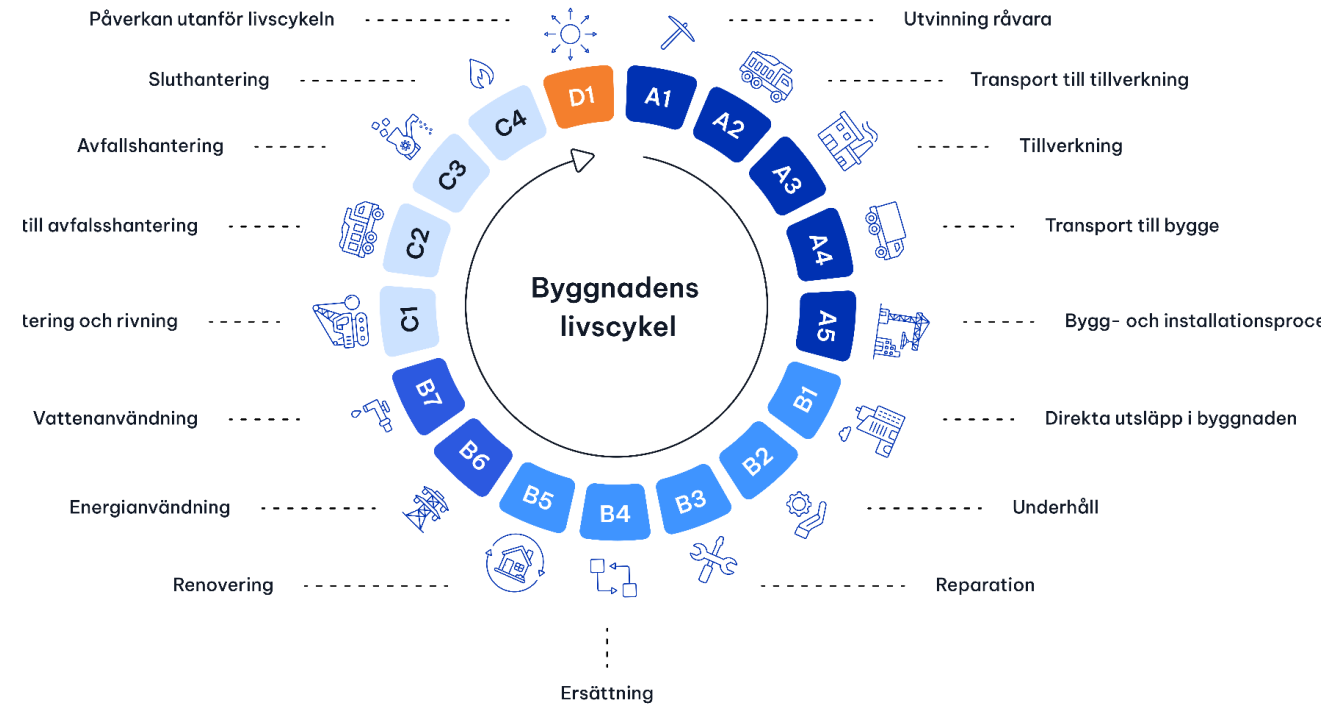 Påverkan utanför livscykeln
Utvinning råvara
Sluthantering
Transport till tillverkning
Avfallshantering
Tillverkning
till avfalsshantering
Transport till bygge
tering och rivning
Bygg- och installationsproce
Vattenanvändning
Direkta utsläpp i byggnaden
Energianvändning
Underhåll
Renovering
Reparation
Ersättning
D1
A1
A2
A3
A4
A5
B1
B2
B3
B4
B5
B6
B7
C1
C2
C3
C4
Byggnadens
livscykel